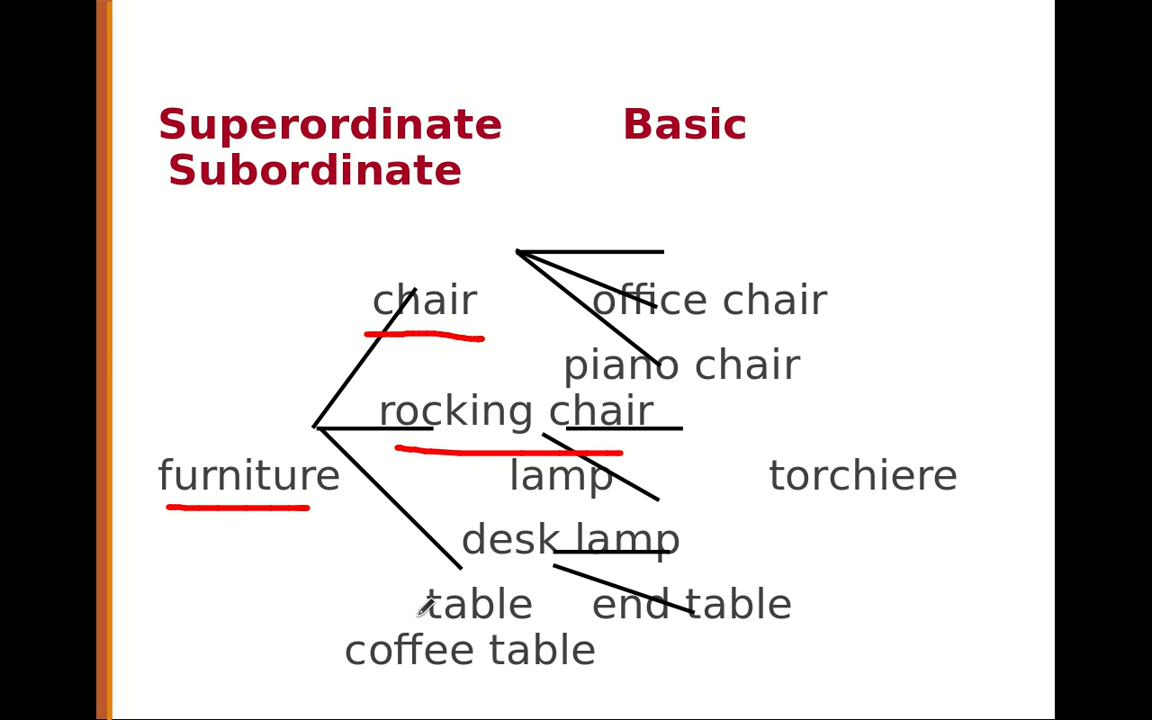 Superordinate Basic
Subordinate
chair office chair
piano chair
rocking chair
furniture lamp torchiere
desk lamp
table end table
coffee table